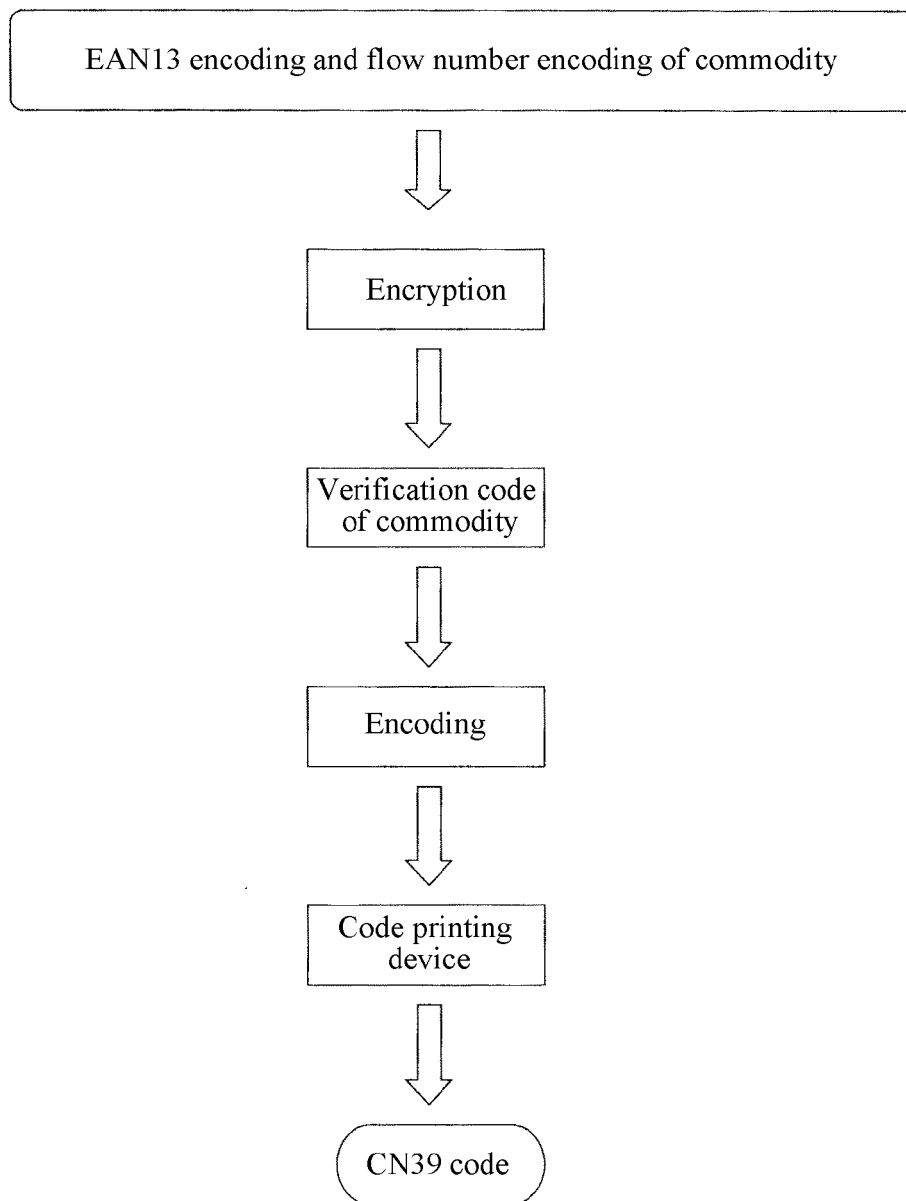 EAN13 encoding and flow number encoding of commodity
Encryption
Verification code
of commodity
Encoding
Code printing
device
CN39 code